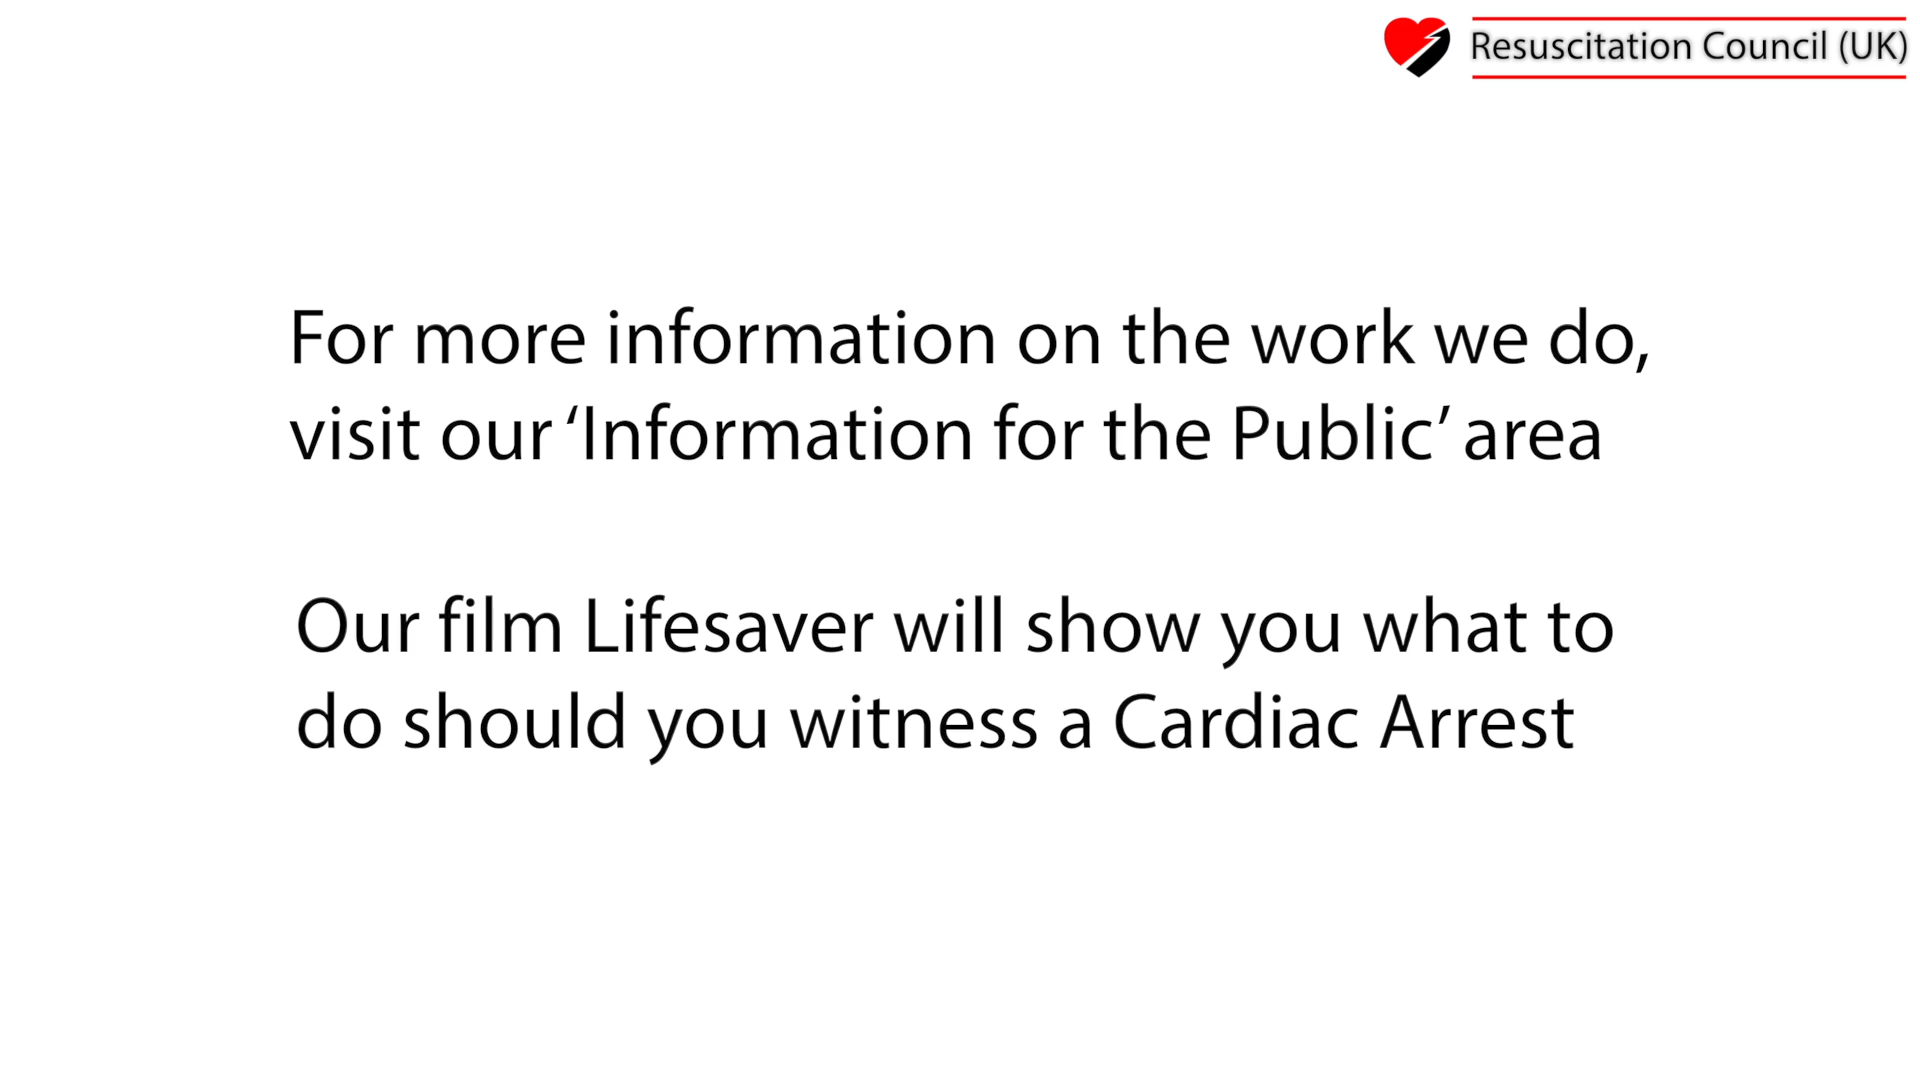 Resuscitation Council (UK)
For more information on the work we do,
visit our ‘Information for the Public’ area
Our film Lifesaver will show you what to
do should you witness a Cardiac Arrest